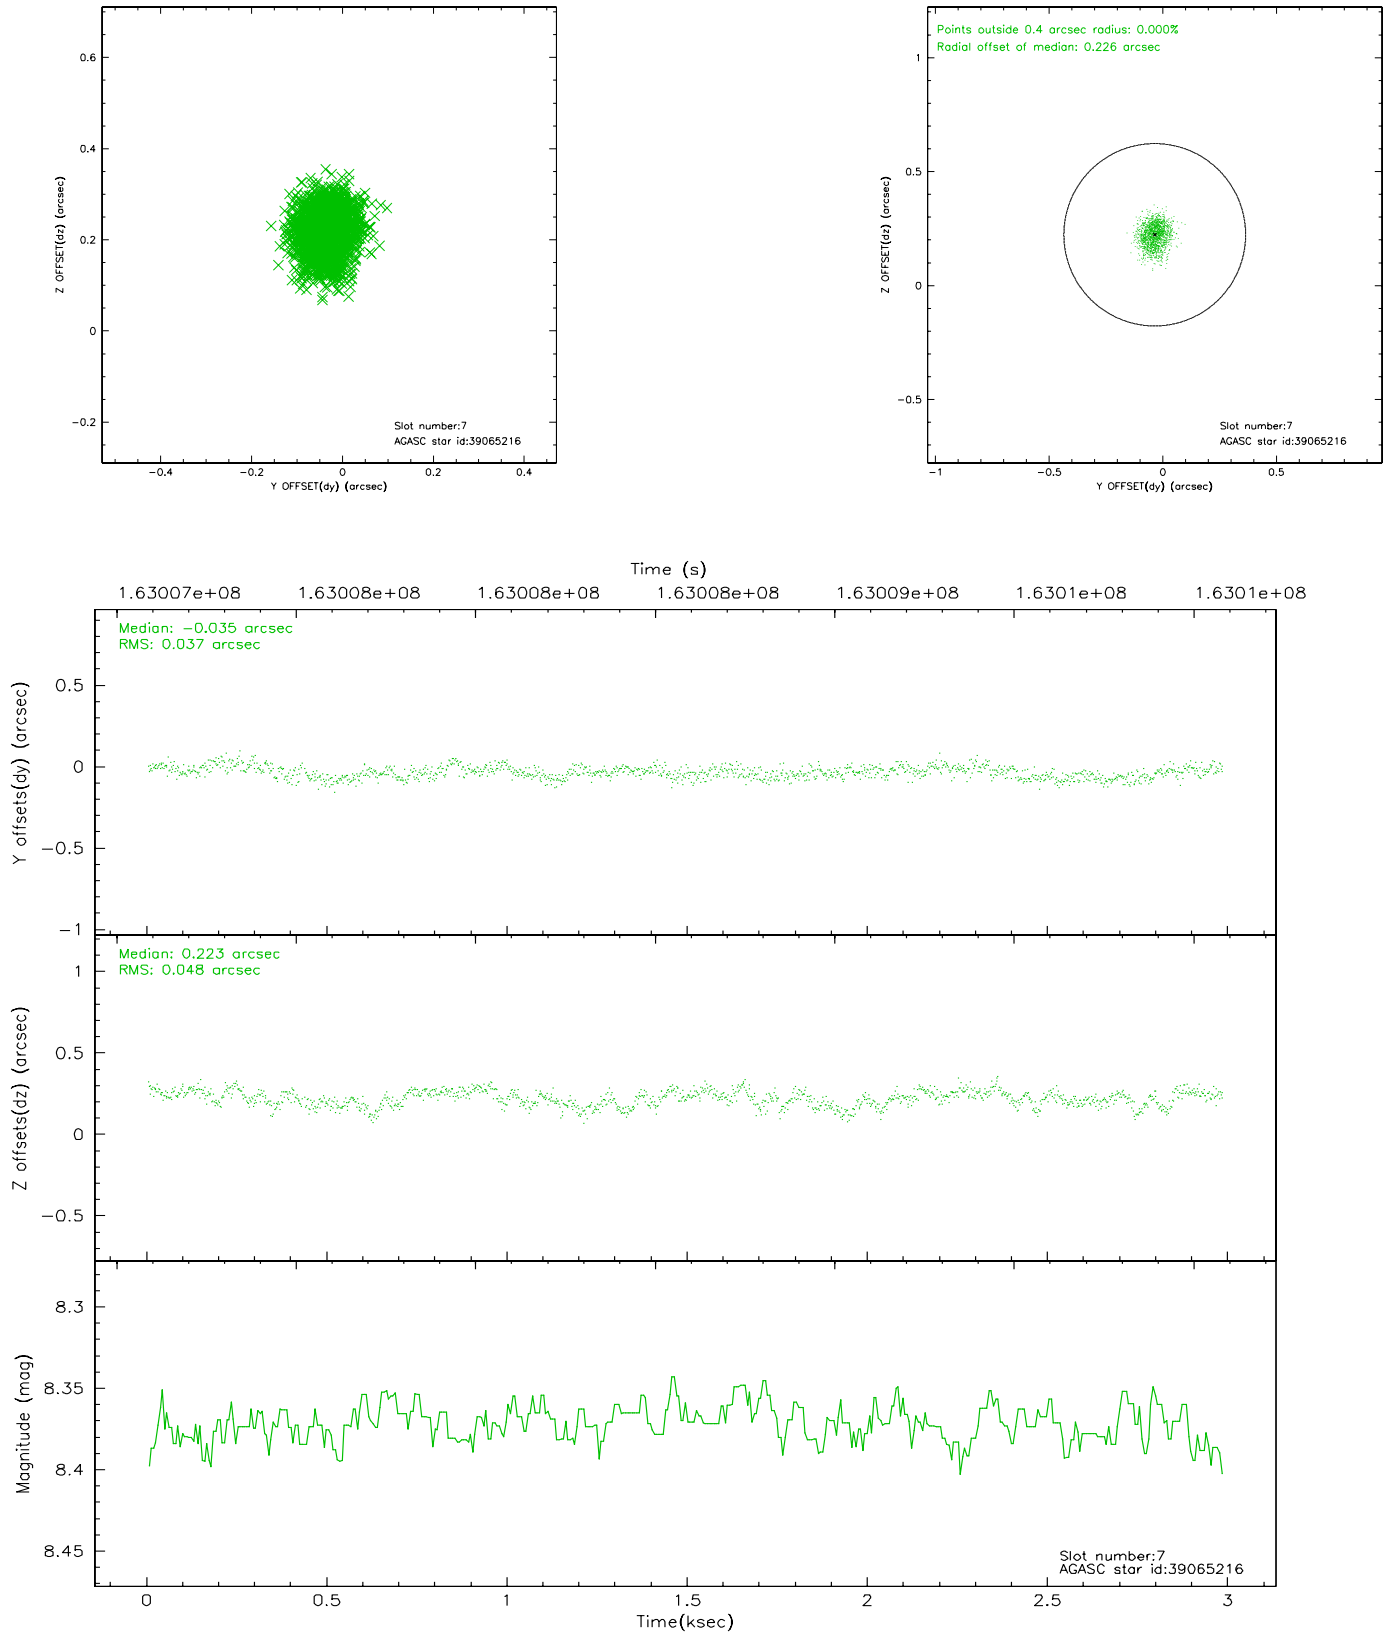 0.6
0.4
0.2
0
−0.2
Z OFFSET(dz) (arcsec)
Slot number:7
AGASC star id:39065216
−0.4 −0.2 0 0.2 0.4
Y OFFSET(dy) (arcsec)
Points outside 0.4 arcsec radius: 0.000%
Radial offset of median: 0.226 arcsec
1
0.5
0
−0.5
Z OFFSET(dz) (arcsec)
Slot number:7
AGASC star id:39065216
−1 −0.5 0 0.5
Y OFFSET(dy) (arcsec)
Time (s)
1.63007e+08 1.63008e+08 1.63008e+08 1.63008e+08 1.63009e+08 1.6301e+08 1.6301e+08
Median: −0.035 arcsec
RMS: 0.037 arcsec
0.5
0
−0.5
−1
Y offsets(dy) (arcsec)
Median: 0.223 arcsec
RMS: 0.048 arcsec
1
0.5
0
−0.5
Z offsets(dz) (arcsec)
8.3
8.35
8.4
8.45
Magnitude (mag)
Slot number:7
AGASC star id:39065216
0 0.5 1 1.5 2 2.5 3
Time(ksec)